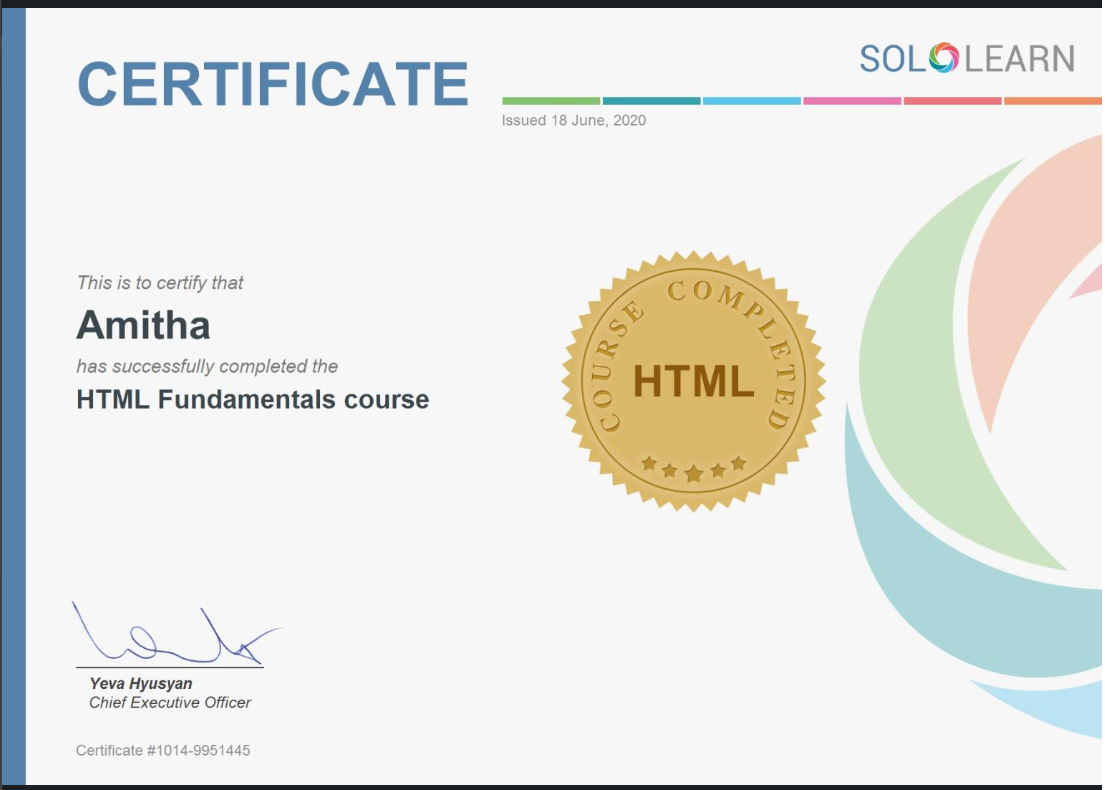 CERTIFICATE
SOLOLEARN
Issued 18 June, 2020
This is to certify that
Amitha
has successfully completed the
HTML Fundamentals course
COURSE COMPLETED
HTML
Yeva Hyusyan
Chief Executive Officer
Certificate #1014-9951445